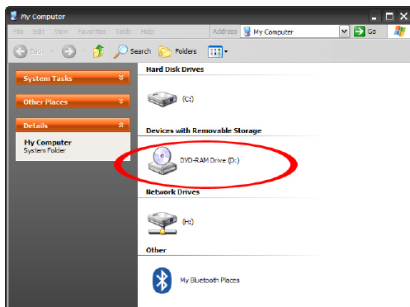 My Computer
File Edit View Favorites Tools Help Address My Computer Go
Back Search Folders
System Tasks
Other Places
Details
My Computer
System Folder
Hard Disk Drives
(C:)
Devices with Removable Storage
DVD-RAM Drive (D:)
Network Drives
(H:)
Other
My Bluetooth Places